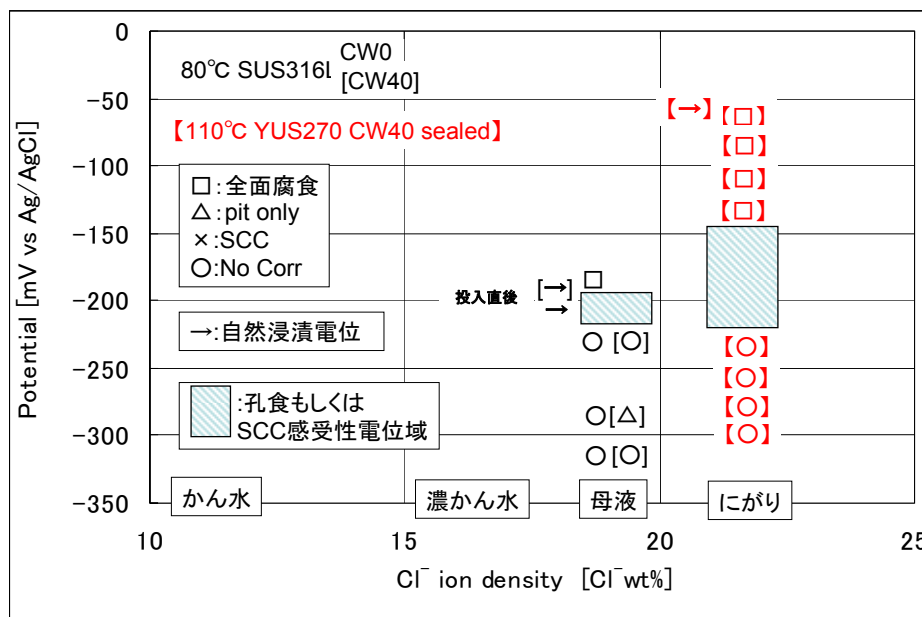 0
-50
-100
-150
-200
-250
-300
-350
Potential [mV vs Ag/AgCl]
80℃ SUS316L
CW0
[CW40]
【110℃ YUS270 CW40 sealed】
□:全面腐食
△:pit only
×:SCC
○:No Corr
→:自然浸漬電位
:孔食もしくは
SCC感受性電位域
【→】【□】
【□】
【□】
【□】
□
投入直後 [→]
→
○ [○]
○[△]
○[○]
【○】
【○】
【○】
【○】
かん水
濃かん水
母液
にがり
10
15
20
25
Cl⁻ ion density [Cl⁻wt%]